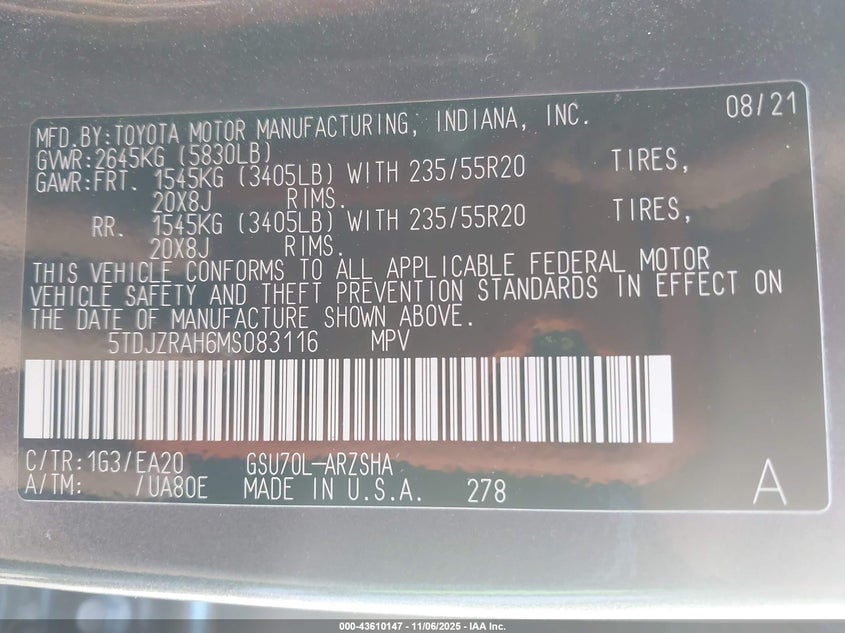 MFD.BY:TOYOTA MOTOR MANUFACTURING, INDIANA, INC. 08/21
GVWR:2645KG (5830LB)
GAWR:FRT. 1545KG (3405LB) WITH 235/55R20 TIRES,
20X8J RIMS.
RR. 1545KG (3405LB) WITH 235/55R20 TIRES,
20X8J RIMS.
THIS VEHICLE CONFORMS TO ALL APPLICABLE FEDERAL MOTOR
VEHICLE SAFETY AND THEFT PREVENTION STANDARDS IN EFFECT ON
THE DATE OF MANUFACTURE SHOWN ABOVE.
5TDJZRAH6MS083116 MPV
C/TR:1G3/EA20 GSU70L-ARZSHA
A/TM: /UA80E MADE IN U.S.A. 278 A
000-43610147 - 11/06/2025 - IAA Inc.